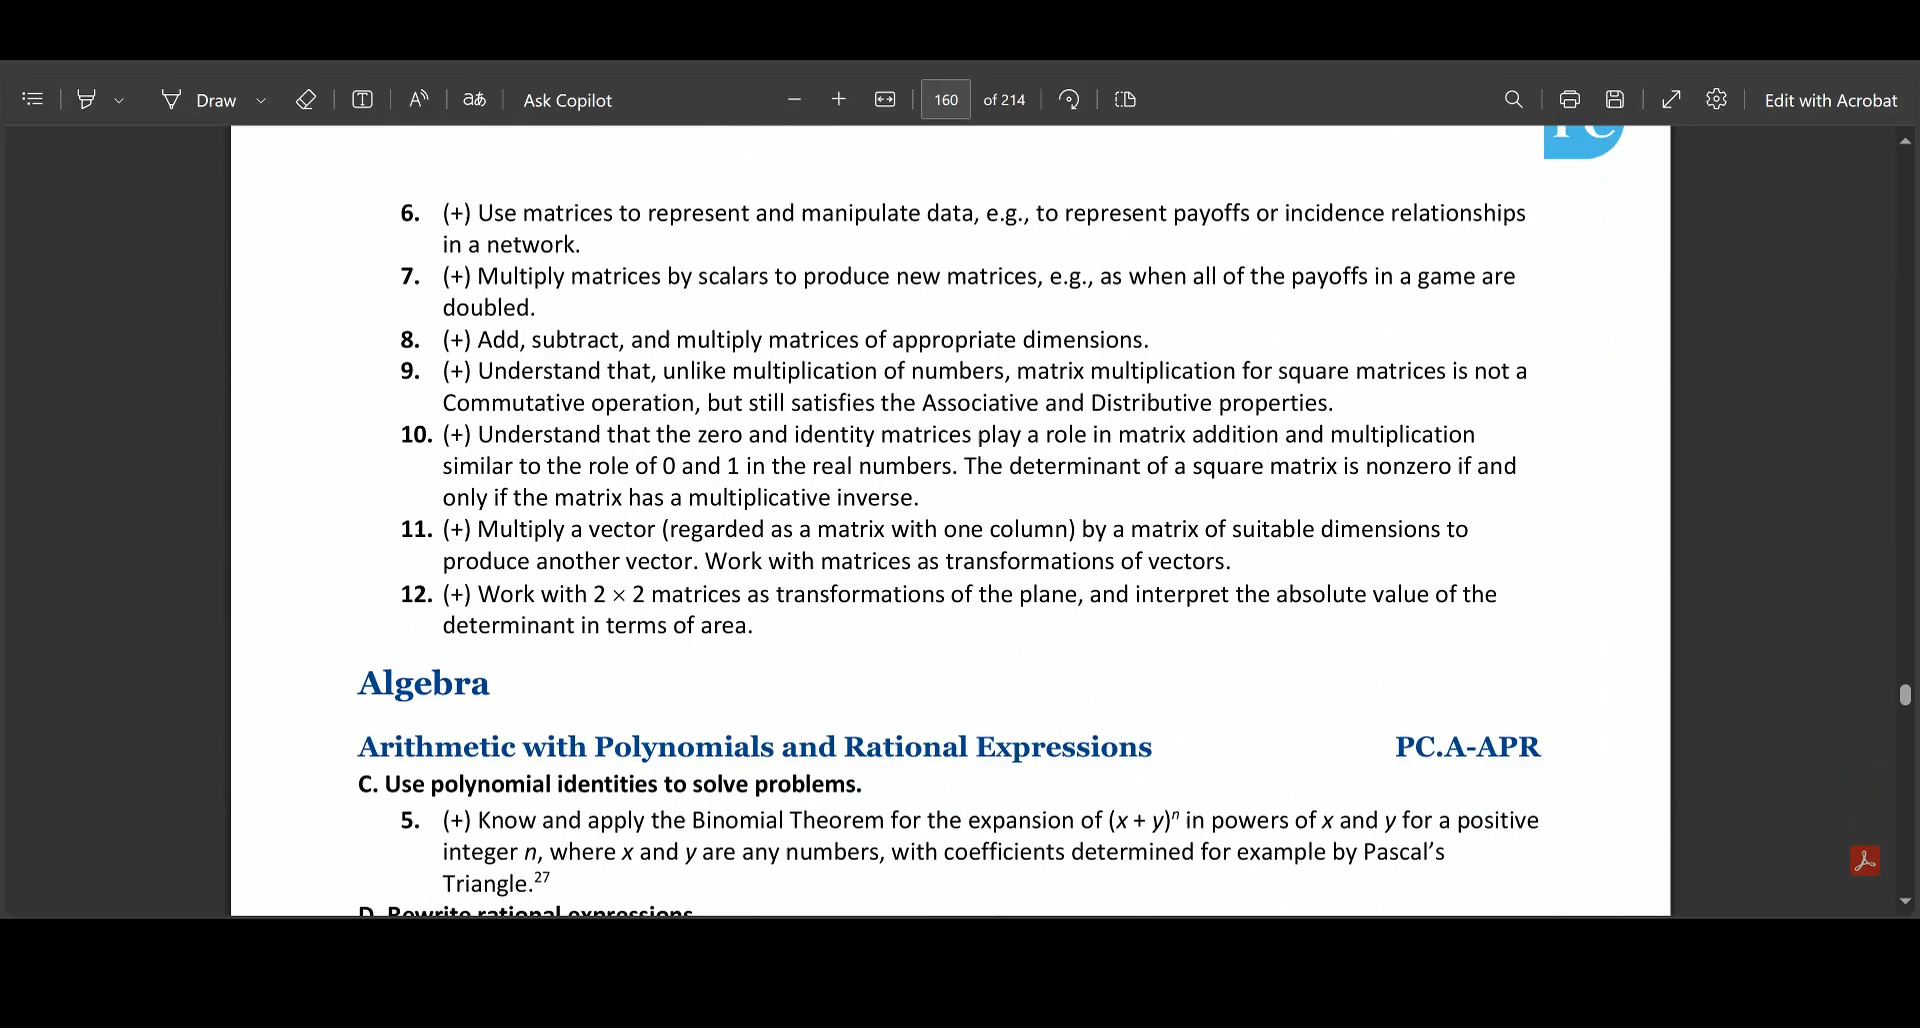 Draw
Ask Copilot
160 of 214
Edit with Acrobat
PC
6. (+) Use matrices to represent and manipulate data, e.g., to represent payoffs or incidence relationships
in a network.
7. (+) Multiply matrices by scalars to produce new matrices, e.g., as when all of the payoffs in a game are
doubled.
8. (+) Add, subtract, and multiply matrices of appropriate dimensions.
9. (+) Understand that, unlike multiplication of numbers, matrix multiplication for square matrices is not a
Commutative operation, but still satisfies the Associative and Distributive properties.
10. (+) Understand that the zero and identity matrices play a role in matrix addition and multiplication
similar to the role of 0 and 1 in the real numbers. The determinant of a square matrix is nonzero if and
only if the matrix has a multiplicative inverse.
11. (+) Multiply a vector (regarded as a matrix with one column) by a matrix of suitable dimensions to
produce another vector. Work with matrices as transformations of vectors.
12. (+) Work with 2 × 2 matrices as transformations of the plane, and interpret the absolute value of the
determinant in terms of area.
Algebra
Arithmetic with Polynomials and Rational Expressions PC.A-APR
C. Use polynomial identities to solve problems.
5. (+) Know and apply the Binomial Theorem for the expansion of (x + y)ⁿ in powers of x and y for a positive
integer n, where x and y are any numbers, with coefficients determined for example by Pascal’s
Triangle.²⁷
D. Rewrite rational expressions